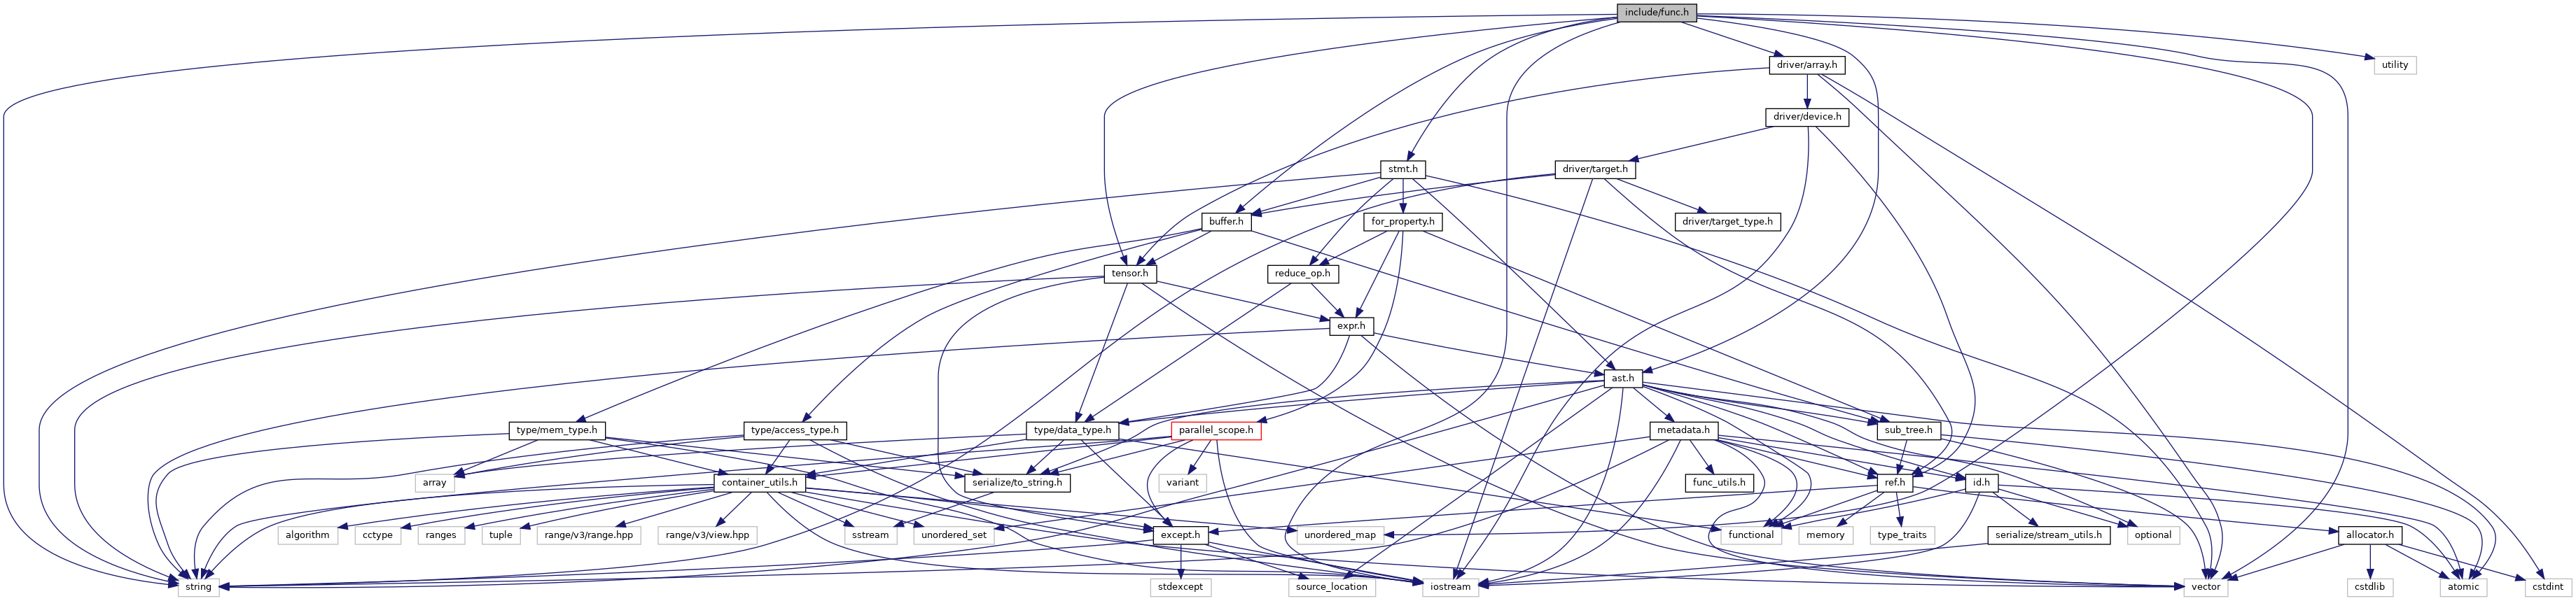 include/func.h
driver/array.h
utility
driver/device.h
stmt.h
driver/target.h
buffer.h
for_property.h
driver/target_type.h
tensor.h
reduce_op.h
expr.h
ast.h
type/mem_type.h
type/access_type.h
type/data_type.h
parallel_scope.h
metadata.h
sub_tree.h
array
container_utils.h
serialize/to_string.h
variant
func_utils.h
ref.h
id.h
algorithm
cctype
ranges
tuple
range/v3/range.hpp
range/v3/view.hpp
sstream
unordered_set
except.h
unordered_map
functional
memory
type_traits
serialize/stream_utils.h
optional
allocator.h
string
stdexcept
source_location
iostream
vector
cstdlib
atomic
cstdint